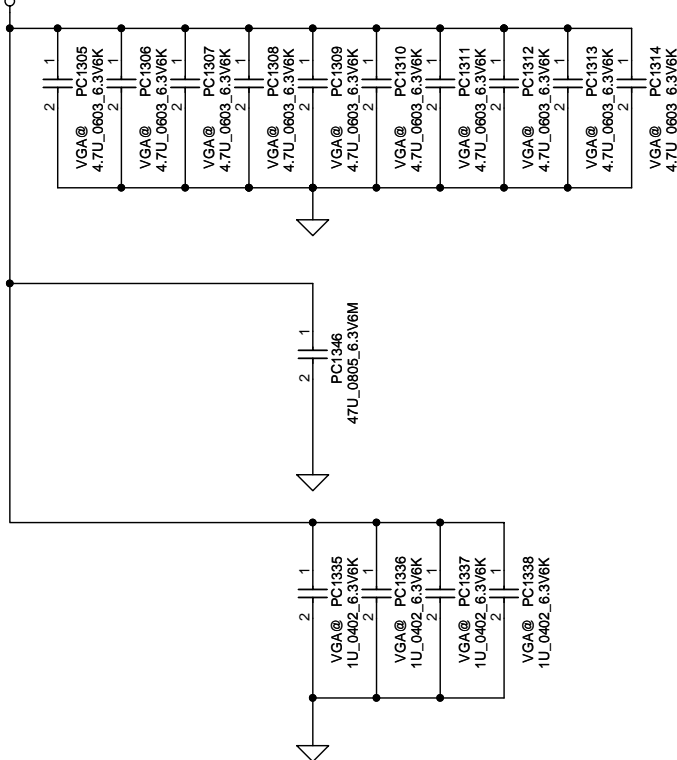 1
2
VGA@ PC1305
4.7U_0603_6.3V6K
1
2
VGA@ PC1306
4.7U_0603_6.3V6K
1
2
VGA@ PC1307
4.7U_0603_6.3V6K
1
2
VGA@ PC1308
4.7U_0603_6.3V6K
1
2
VGA@ PC1309
4.7U_0603_6.3V6K
1
2
VGA@ PC1310
4.7U_0603_6.3V6K
1
2
VGA@ PC1311
4.7U_0603_6.3V6K
1
2
VGA@ PC1312
4.7U_0603_6.3V6K
1
2
VGA@ PC1313
4.7U_0603_6.3V6K
1
2
VGA@ PC1314
4.7U_0603_6.3V6K
1
2
PC1346
47U_0805_6.3V6M
1
2
VGA@ PC1335
1U_0402_6.3V6K
1
2
VGA@ PC1336
1U_0402_6.3V6K
1
2
VGA@ PC1337
1U_0402_6.3V6K
1
2
VGA@ PC1338
1U_0402_6.3V6K